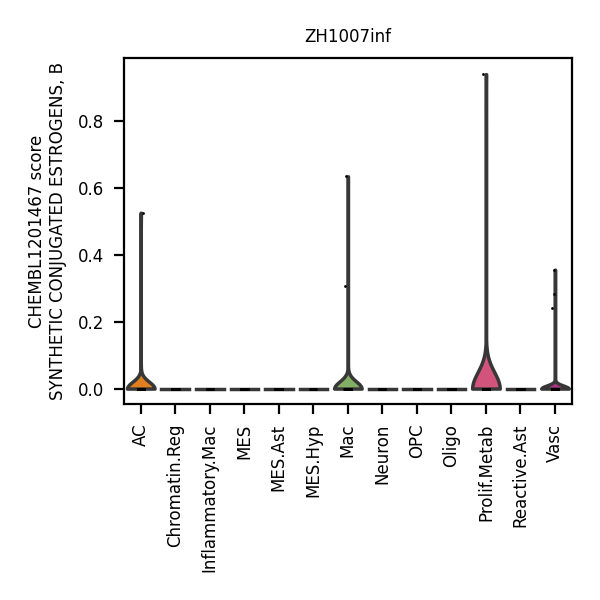 ZH1007inf
CHEMBL1201467 score
SYNTHETIC CONJUGATED ESTROGENS, B
0.8
0.6
0.4
0.2
0.0
AC
Chromatin.Reg
Inflammatory.Mac
MES
MES.Ast
MES.Hyp
Mac
Neuron
OPC
Oligo
Prolif.Metab
Reactive.Ast
Vasc